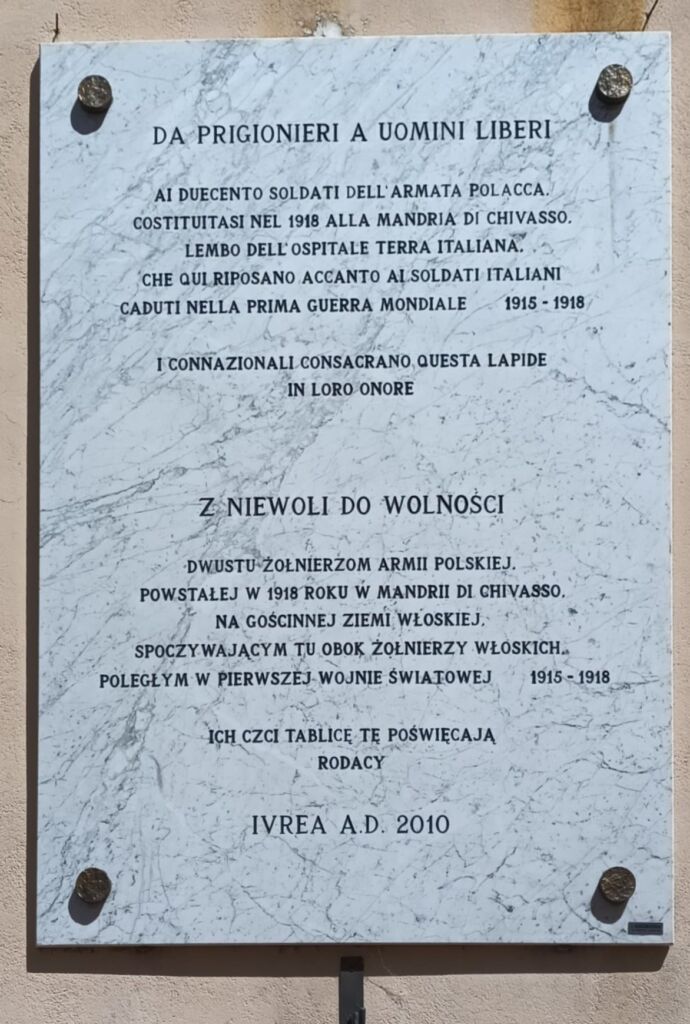 DA PRIGIONIERI A UOMINI LIBERI
AI DUECENTO SOLDATI DELL'ARMATA POLACCA,
COSTITUITASI NEL 1918 ALLA MANDRIA DI CHIVASSO,
LEMBO DELL'OSPITALE TERRA ITALIANA,
CHE QUI RIPOSANO ACCANTO AI SOLDATI ITALIANI
CADUTI NELLA PRIMA GUERRA MONDIALE 1915 - 1918
I CONNAZIONALI CONSACRANO QUESTA LAPIDE
IN LORO ONORE
Z NIEWOLI DO WOLNOŚCI
DWUSTU ŻOŁNIERZOM ARMII POLSKIEJ,
POWSTAŁEJ W 1918 ROKU W MANDRII DI CHIVASSO,
NA GOŚCINNEJ ZIEMI WŁOSKIEJ,
SPOCZYWAJĄCYM TU OBOK ŻOŁNIERZY WŁOSKICH,
POLEGŁYM W PIERWSZEJ WOJNIE ŚWIATOWEJ 1915 - 1918
ICH CZCI TABLICĘ TĘ POŚWIĘCAJĄ
RODACY
IVREA A.D. 2010